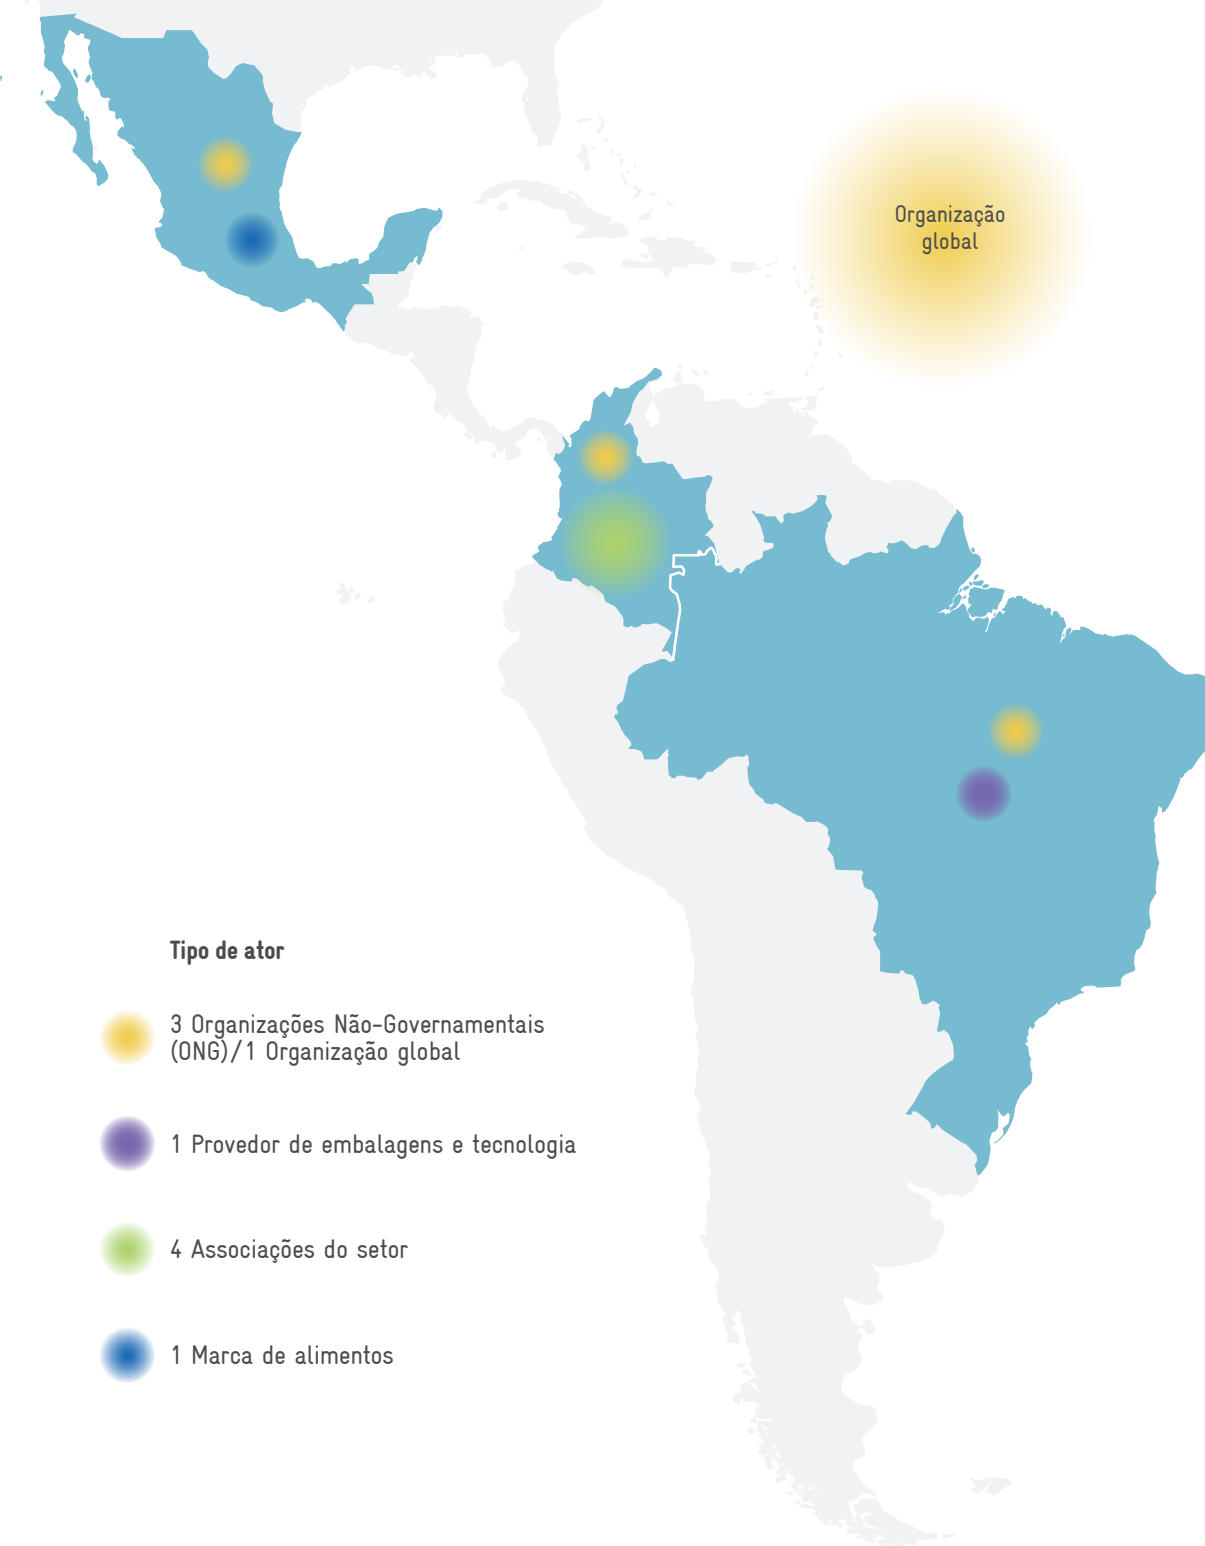 Organização
global
Tipo de ator
3 Organizações Não-Governamentais
(ONG)/1 Organização global
1 Provedor de embalagens e tecnologia
4 Associações do setor
1 Marca de alimentos